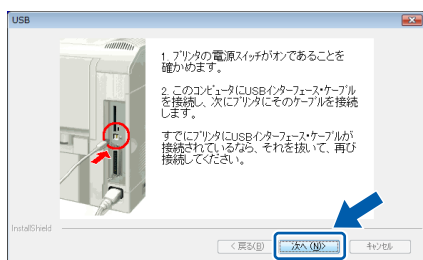 USB
1. プリンタの電源スイッチがオンであることを
確かめます。
2. このコンピュータにUSBインターフェース・ケーブル
を接続し、次にプリンタにそのケーブルを接続
します。
すでにプリンタにUSBインターフェース・ケーブルが
接続されているなら、それを抜いて、再び
接続してください。
InstallShield
< 戻る(B)
次へ (N)>
キャンセル